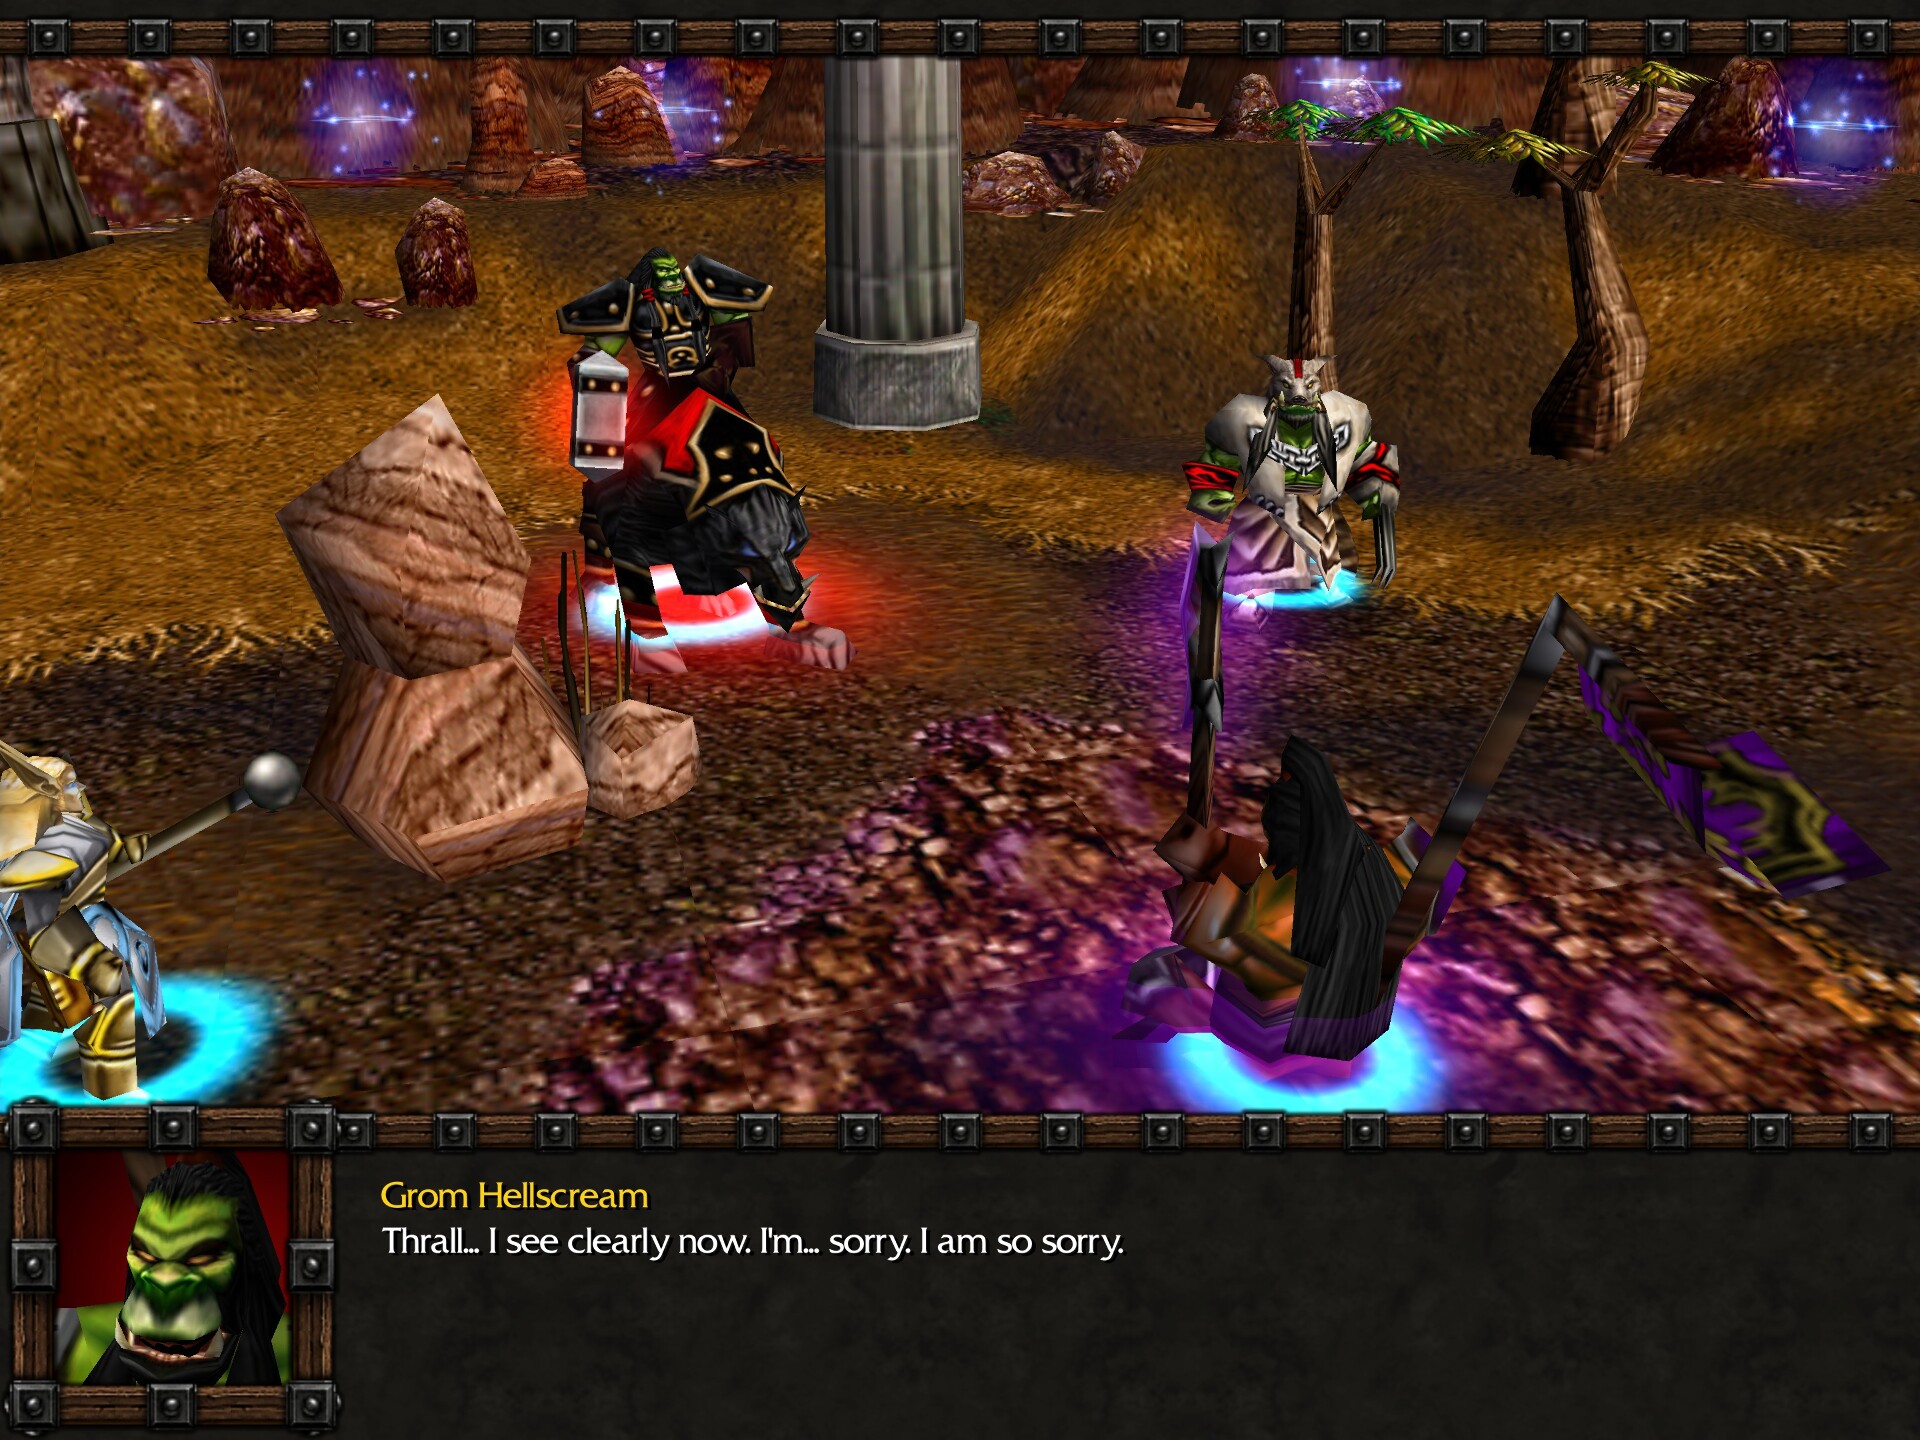 Grom Hellscream
Thrall... I see clearly now. I'm... sorry. I am so sorry.